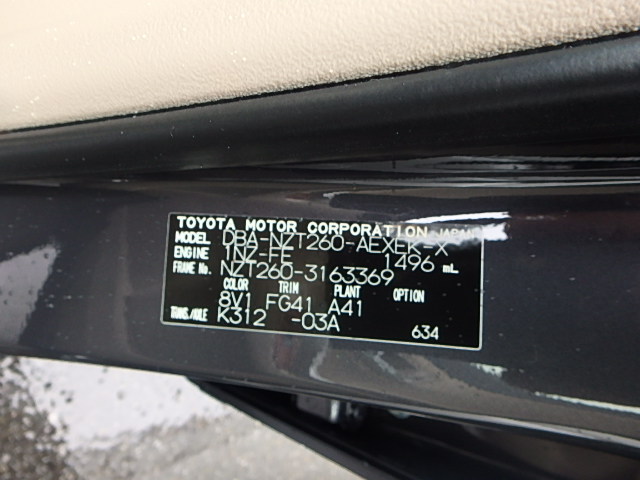 TOYOTA MOTOR CORPORATION JAPAN
MODEL DBA-NZT260-AEXEK-X
ENGINE 1NZ-FE 1496 mL
FRAME No. NZT260-3163369
COLOR TRIM PLANT OPTION
8V1 FG41 A41
TRANS./AXLE K312 -03A
634